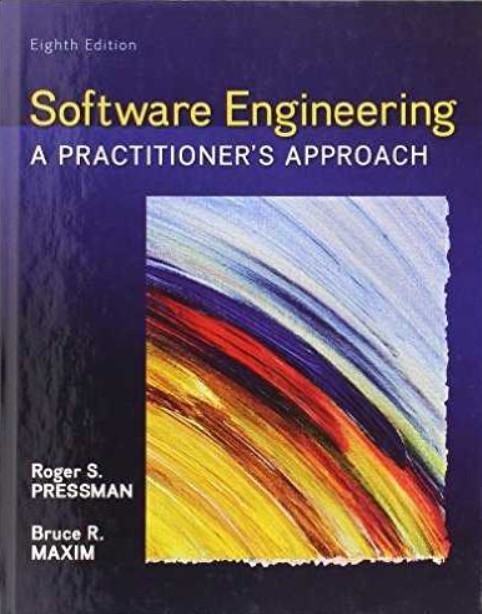 Eighth Edition
Software Engineering
A PRACTITIONER'S APPROACH
Roger S.
PRESSMAN
Bruce R.
MAXIM